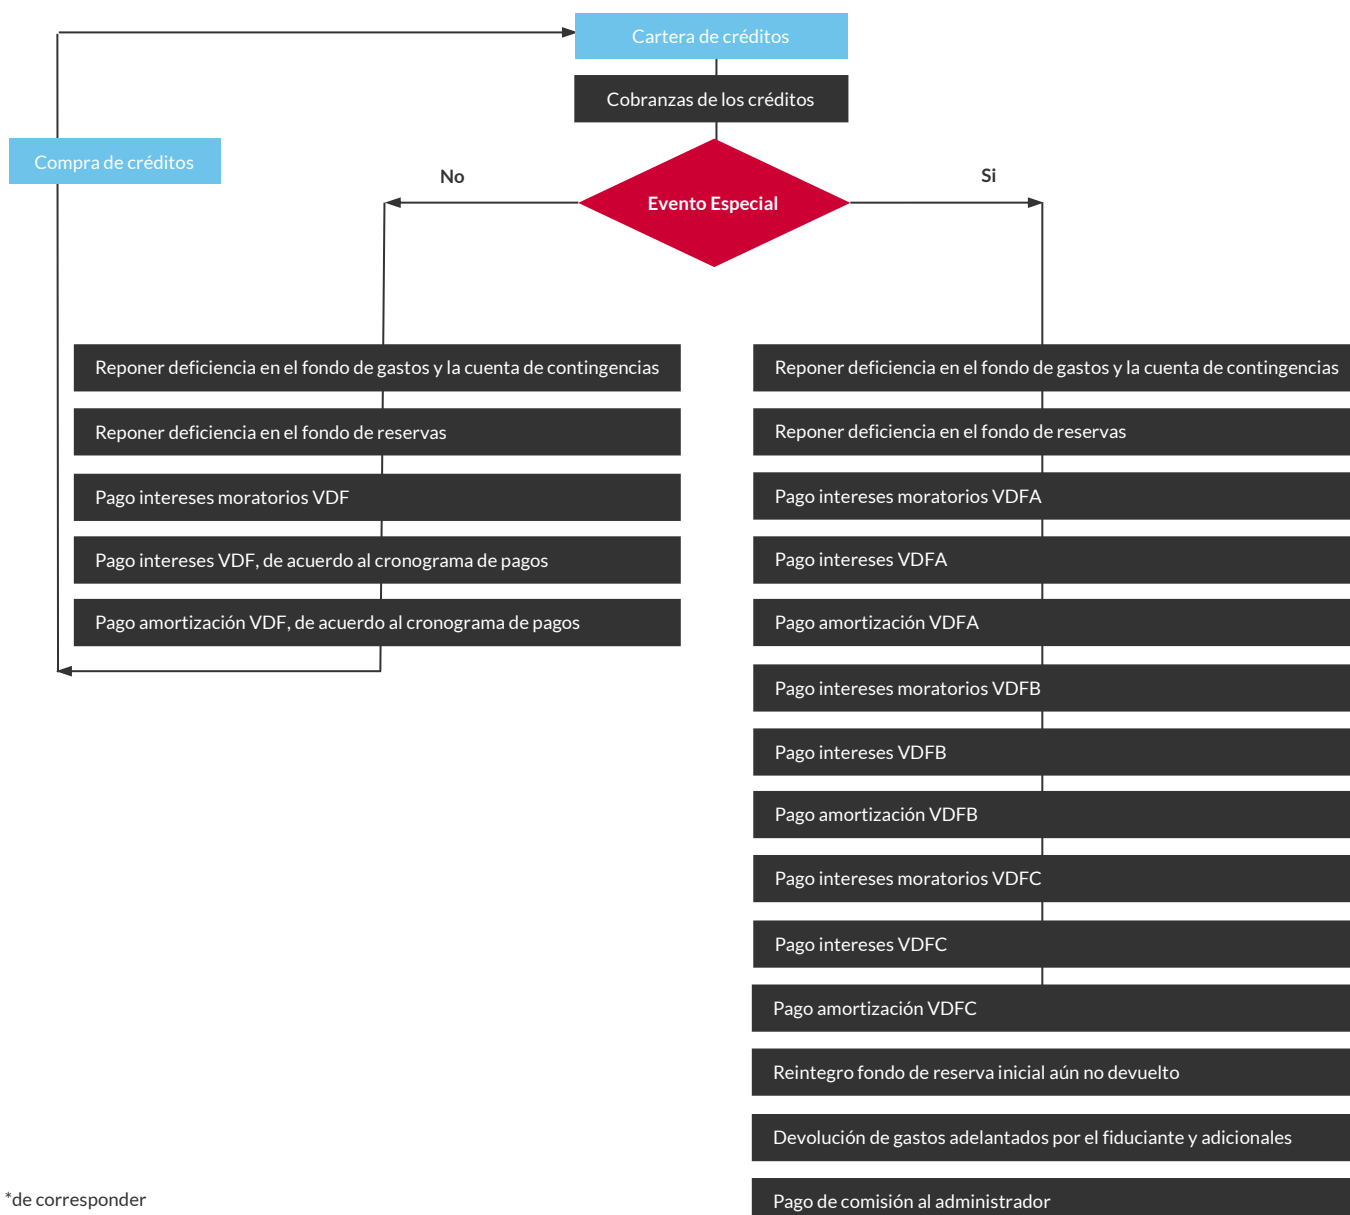 Cartera de créditos
Cobranzas de los créditos
Compra de créditos
No
Si
Evento Especial
Reponer deficiencia en el fondo de gastos y la cuenta de contingencias
Reponer deficiencia en el fondo de reservas
Pago intereses moratorios VDF
Pago intereses VDF, de acuerdo al cronograma de pagos
Pago amortización VDF, de acuerdo al cronograma de pagos
Reponer deficiencia en el fondo de gastos y la cuenta de contingencias
Reponer deficiencia en el fondo de reservas
Pago intereses moratorios VDFA
Pago intereses VDFA
Pago amortización VDFA
Pago intereses moratorios VDFB
Pago intereses VDFB
Pago amortización VDFB
Pago intereses moratorios VDFC
Pago intereses VDFC
Pago amortización VDFC
Reintegro fondo de reserva inicial aún no devuelto
Devolución de gastos adelantados por el fiduciante y adicionales
Pago de comisión al administrador
*de corresponder